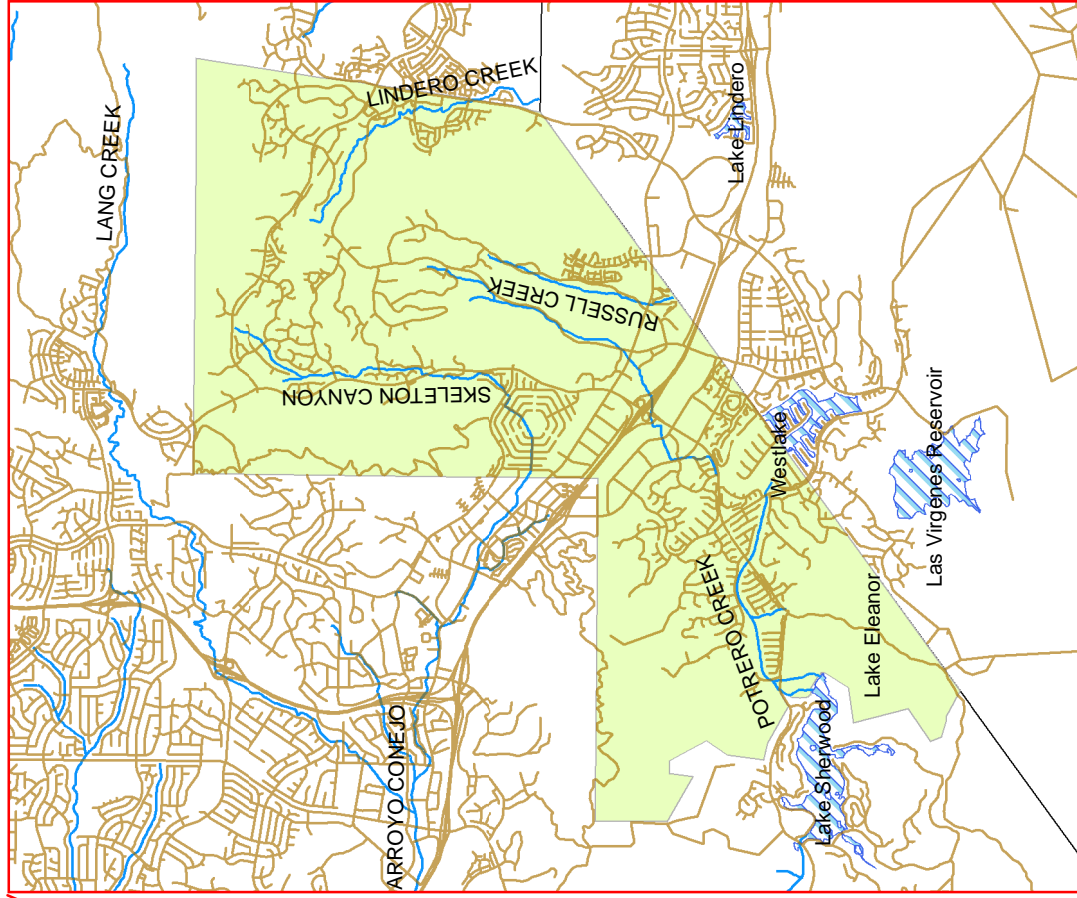 LANG CREEK
LINDERO CREEK
Lake Lindero
RUSSELL CREEK
SKELETON CANYON
Westlake
Las Virgenes Reservoir
POTRERO CREEK
Lake Eleanor
ARROYO CONEJO
Lake Sherwood